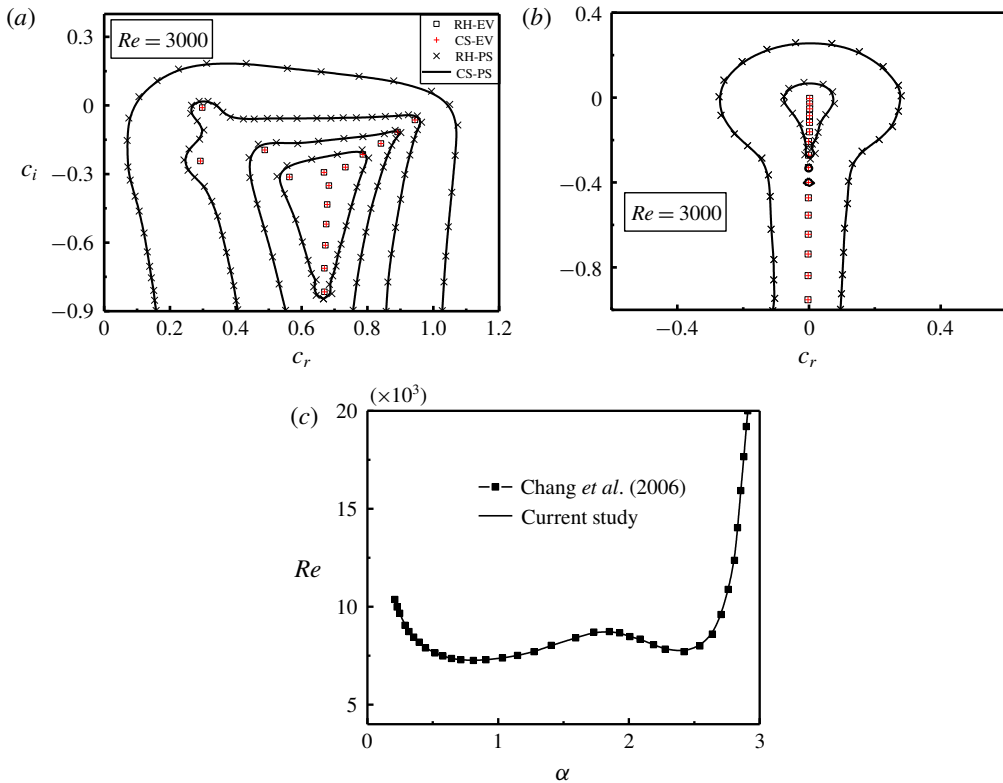 (a)
0.3
0
−0.3
−0.6
−0.9
c_i
Re = 3000
RH-EV
CS-EV
RH-PS
CS-PS
0
0.2
0.4
0.6
0.8
1.0
1.2
c_r
(b)
0
−0.4
−0.8
Re = 3000
−0.4
0
0.4
c_r
(c)
(×10³)
20
15
10
5
Re
Chang et al. (2006)
Current study
0
1
2
3
α